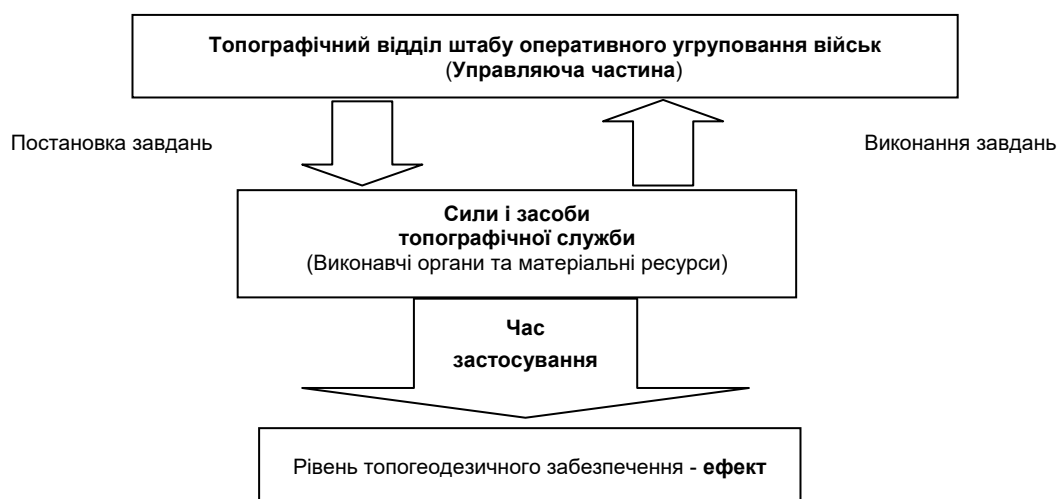 Топографічний відділ штабу оперативного угруповання військ
(Управляюча частина)
Постановка завдань
Виконання завдань
Сили і засоби
топографічної служби
(Виконавчі органи та матеріальні ресурси)
Час
застосування
Рівень топогеодезичного забезпечення - ефект